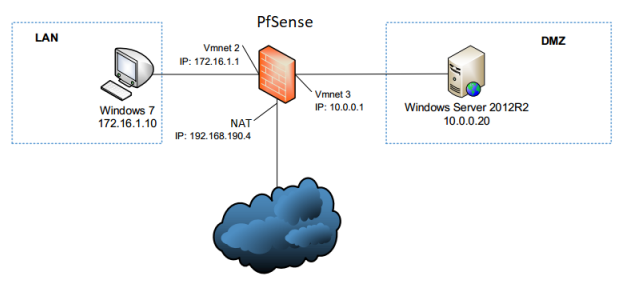 PfSense
LAN
DMZ
Vmnet 2
IP: 172.16.1.1
Vmnet 3
IP: 10.0.0.1
Windows 7
172.16.1.10
Windows Server 2012R2
10.0.0.20
NAT
IP: 192.168.190.4